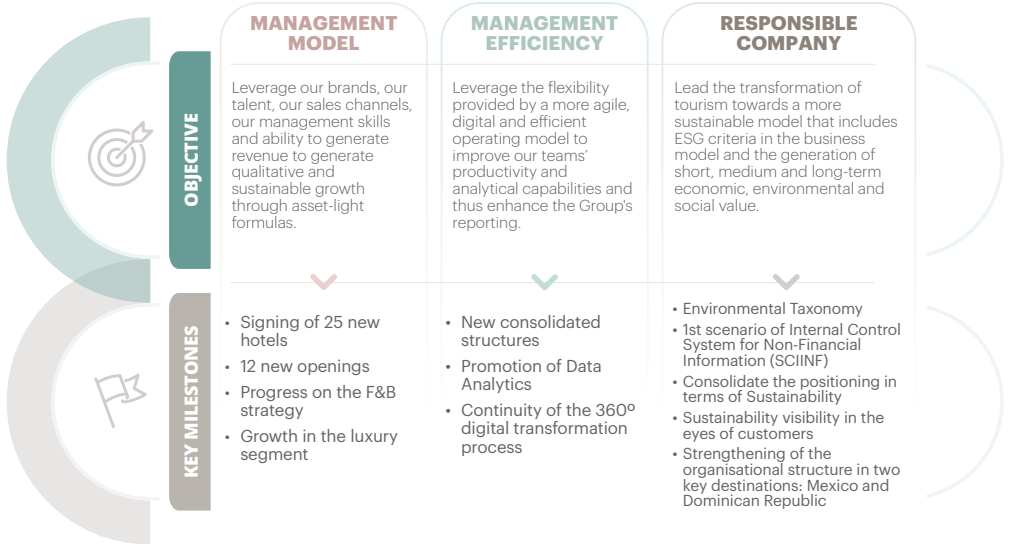 MANAGEMENT
MODEL
MANAGEMENT
EFFICIENCY
RESPONSIBLE
COMPANY
OBJECTIVE
Leverage our brands, our
talent, our sales channels,
our management skills
and ability to generate
revenue to generate
qualitative and
sustainable growth
through asset-light
formulas.
Leverage the flexibility
provided by a more agile,
digital and efficient
operating model to
improve our teams'
productivity and
analytical capabilities and
thus enhance the Group's
reporting.
Lead the transformation of
tourism towards a more
sustainable model that includes
ESG criteria in the business
model and the generation of
short, medium and long-term
economic, environmental and
social value.
KEY MILESTONES
• Signing of 25 new
hotels
• 12 new openings
• Progress on the F&B
strategy
• Growth in the luxury
segment
• New consolidated
structures
• Promotion of Data
Analytics
• Continuity of the 360º
digital transformation
process
• Environmental Taxonomy
• 1st scenario of Internal Control
System for Non-Financial
Information (SCIINF)
• Consolidate the positioning in
terms of Sustainability
• Sustainability visibility in the
eyes of customers
• Strengthening of the
organisational structure in two
key destinations: Mexico and
Dominican Republic